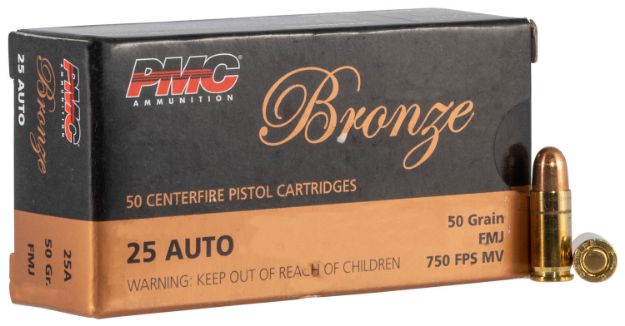 25 AUTO
Bronze
PMC
AMMUNITION
25A
50 Gr.
FMJ
PMC
AMMUNITION
Bronze
50 CENTERFIRE PISTOL CARTRIDGES
25 AUTO
50 Grain
FMJ
750 FPS MV
WARNING: KEEP OUT OF REACH OF CHILDREN